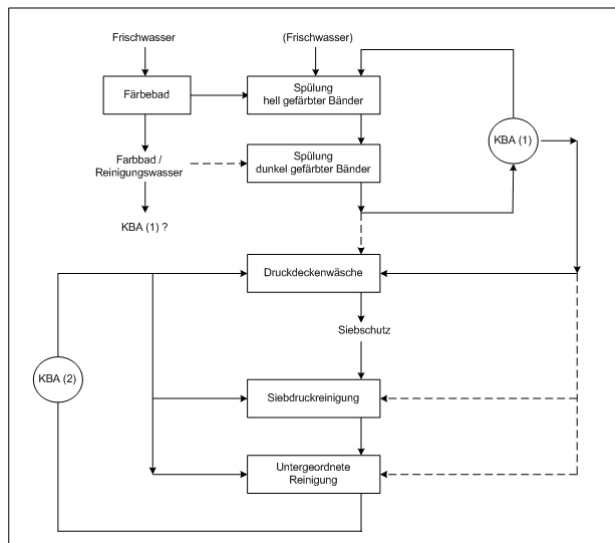 Frischwasser
(Frischwasser)
Färbebad
Spülung
hell gefärbter Bänder
KBA (1)
Farbbad /
Reinigungswasser
Spülung
dunkel gefärbter Bänder
KBA (1) ?
Druckdeckenwäsche
Siebschutz
KBA (2)
Siebdruckreinigung
Untergeordnete
Reinigung